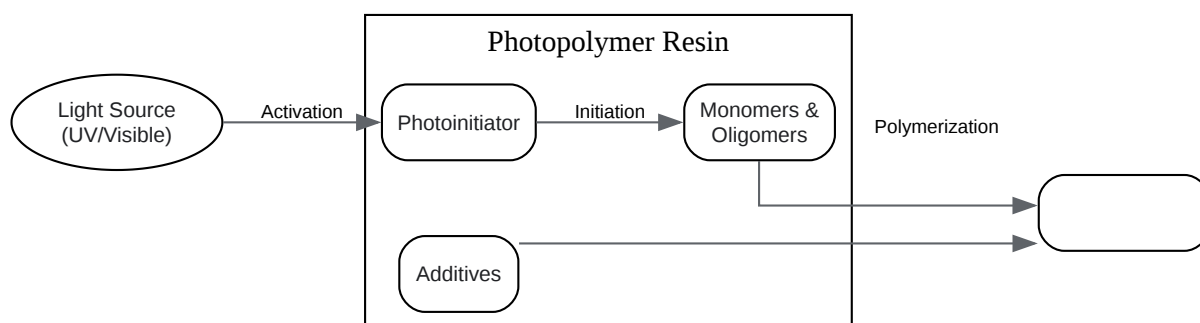 Photopolymer Resin
Light Source
(UV/Visible)
Activation
Photoinitiator
Initiation
Monomers &
Oligomers
Polymerization
Additives